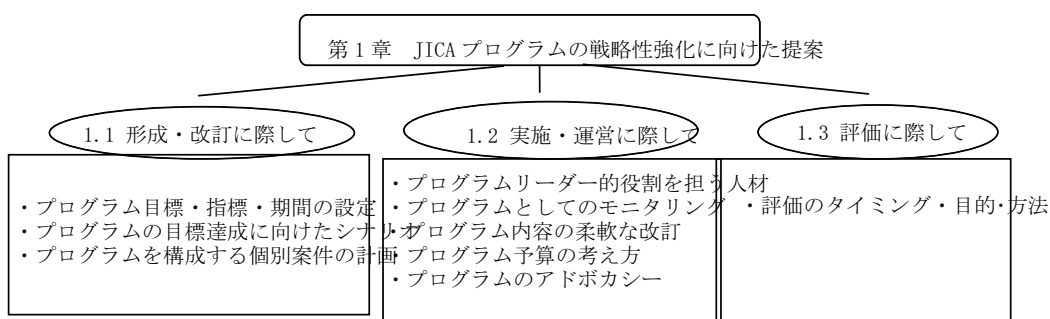 第１章　JICAプログラムの戦略性強化に向けた提案
1.1 形成・改訂に際して
・プログラム目標・指標・期間の設定
・プログラムの目標達成に向けたシナリオ
・プログラムを構成する個別案件の計画
1.2 実施・運営に際して
・プログラムリーダー的役割を担う人材
・プログラムとしてのモニタリング
・プログラム内容の柔軟な改訂
・プログラム予算の考え方
・プログラムのアドボカシー
1.3 評価に際して
・評価のタイミング・目的・方法